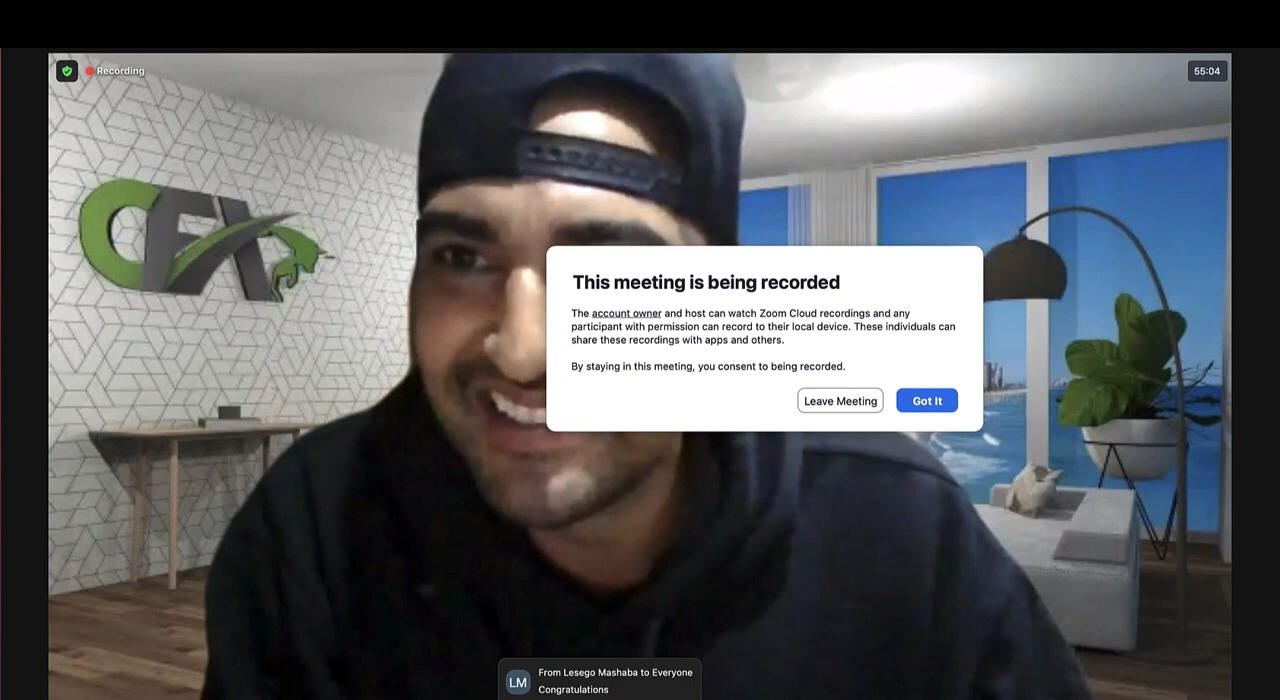 Recording
55:04
CFX
This meeting is being recorded
The account owner and host can watch Zoom Cloud recordings and any
participant with permission can record to their local device. These individuals can
share these recordings with apps and others.
By staying in this meeting, you consent to being recorded.
Leave Meeting
Got It
LM
From Lesego Mashaba to Everyone
Congratulations